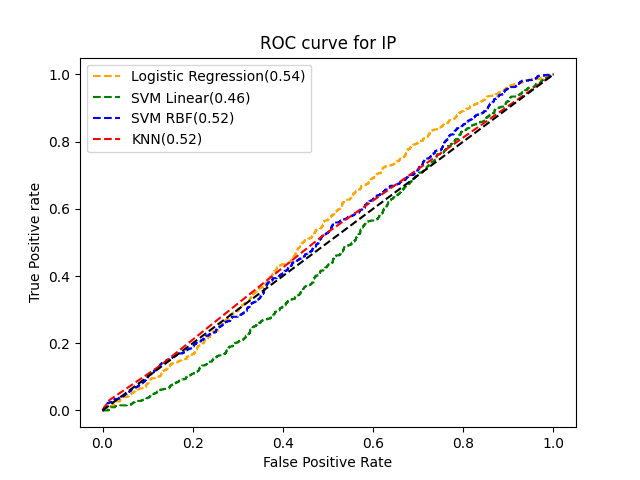 ROC curve for IP
Logistic Regression(0.54)
SVM Linear(0.46)
SVM RBF(0.52)
KNN(0.52)
True Positive rate
1.0
0.8
0.6
0.4
0.2
0.0
0.0 0.2 0.4 0.6 0.8 1.0
False Positive Rate